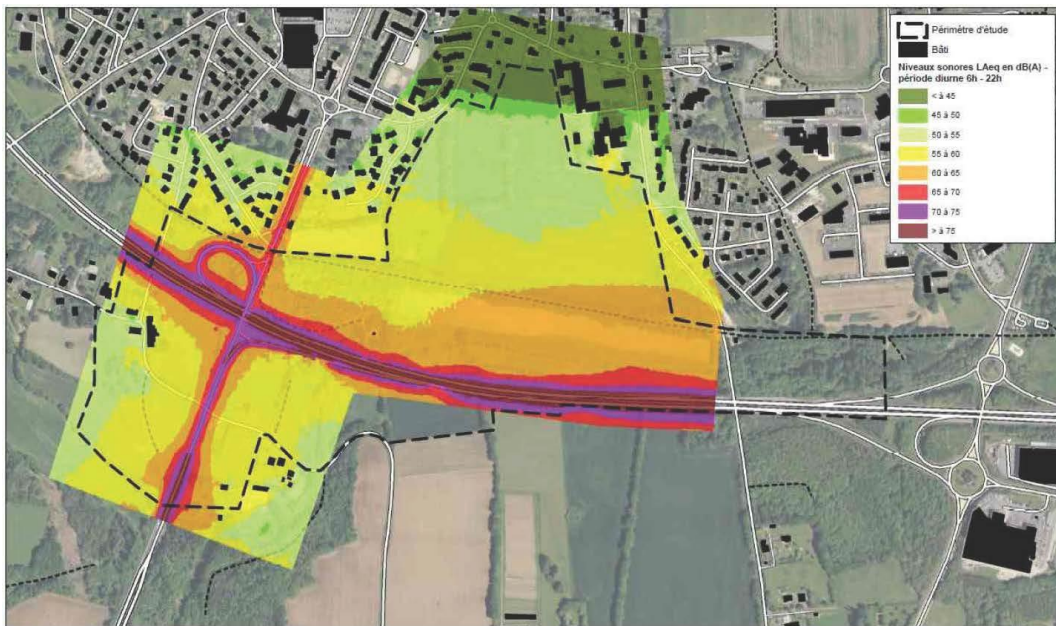 Périmètre d'étude
Bâti
Niveaux sonores LAeq en dB(A) -
période diurne 6h - 22h
< à 45
45 à 50
50 à 55
55 à 60
60 à 65
65 à 70
70 à 75
> à 75